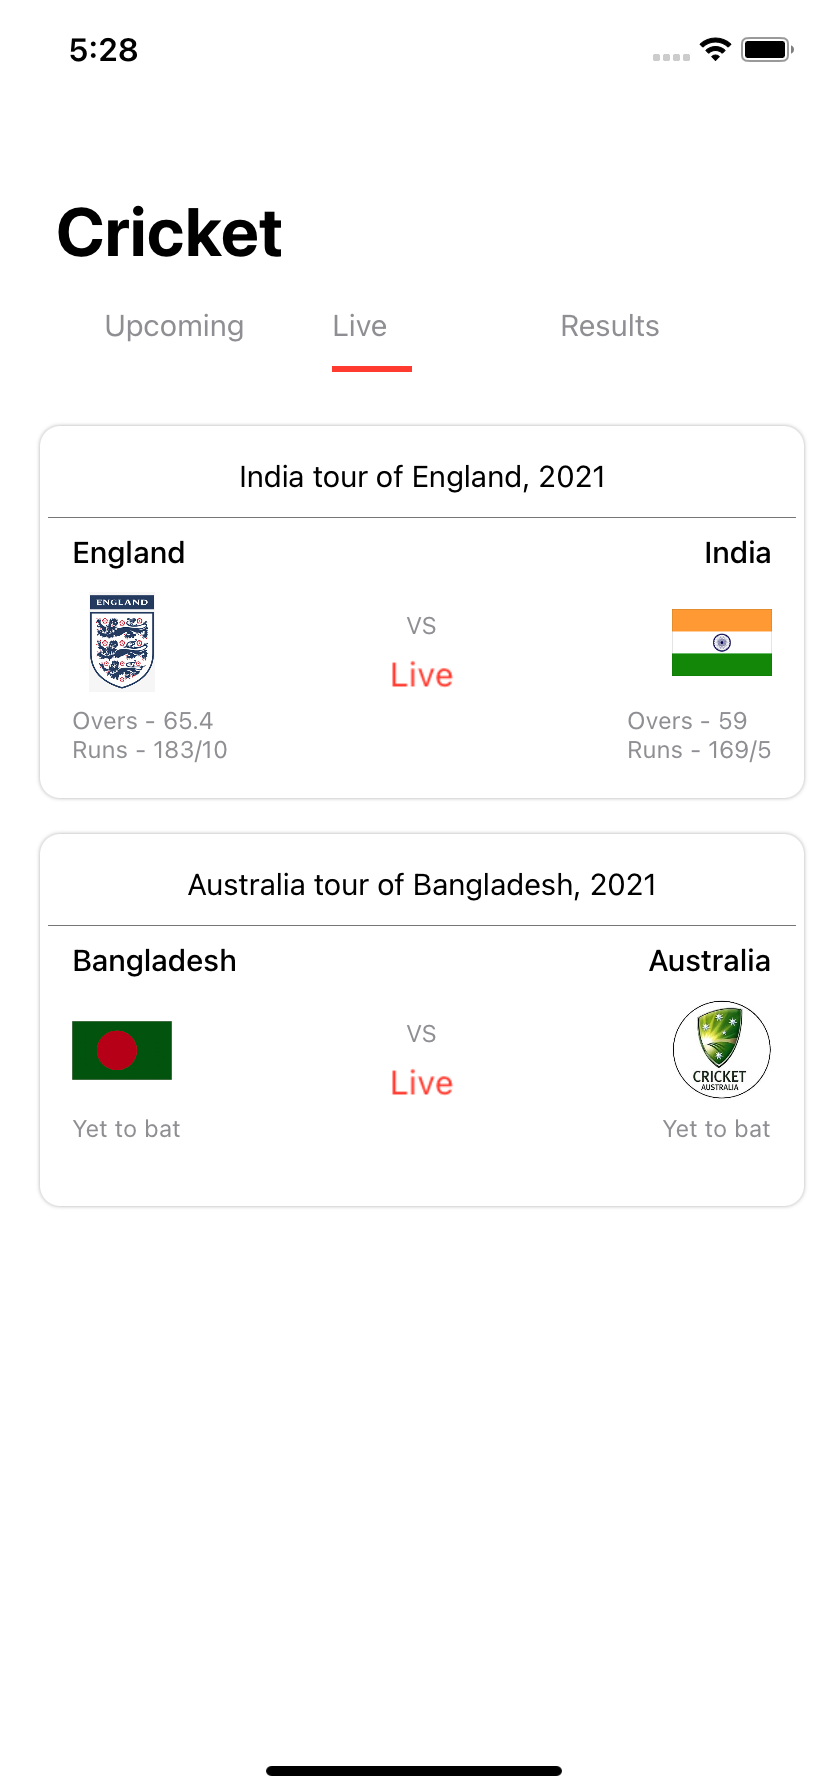 5:28
Cricket
Upcoming Live Results
India tour of England, 2021
England India
ENGLAND
VS
Live
Overs - 65.4 Overs - 59
Runs - 183/10 Runs - 169/5
Australia tour of Bangladesh, 2021
Bangladesh Australia
VS
Live
CRICKET
AUSTRALIA
Yet to bat Yet to bat